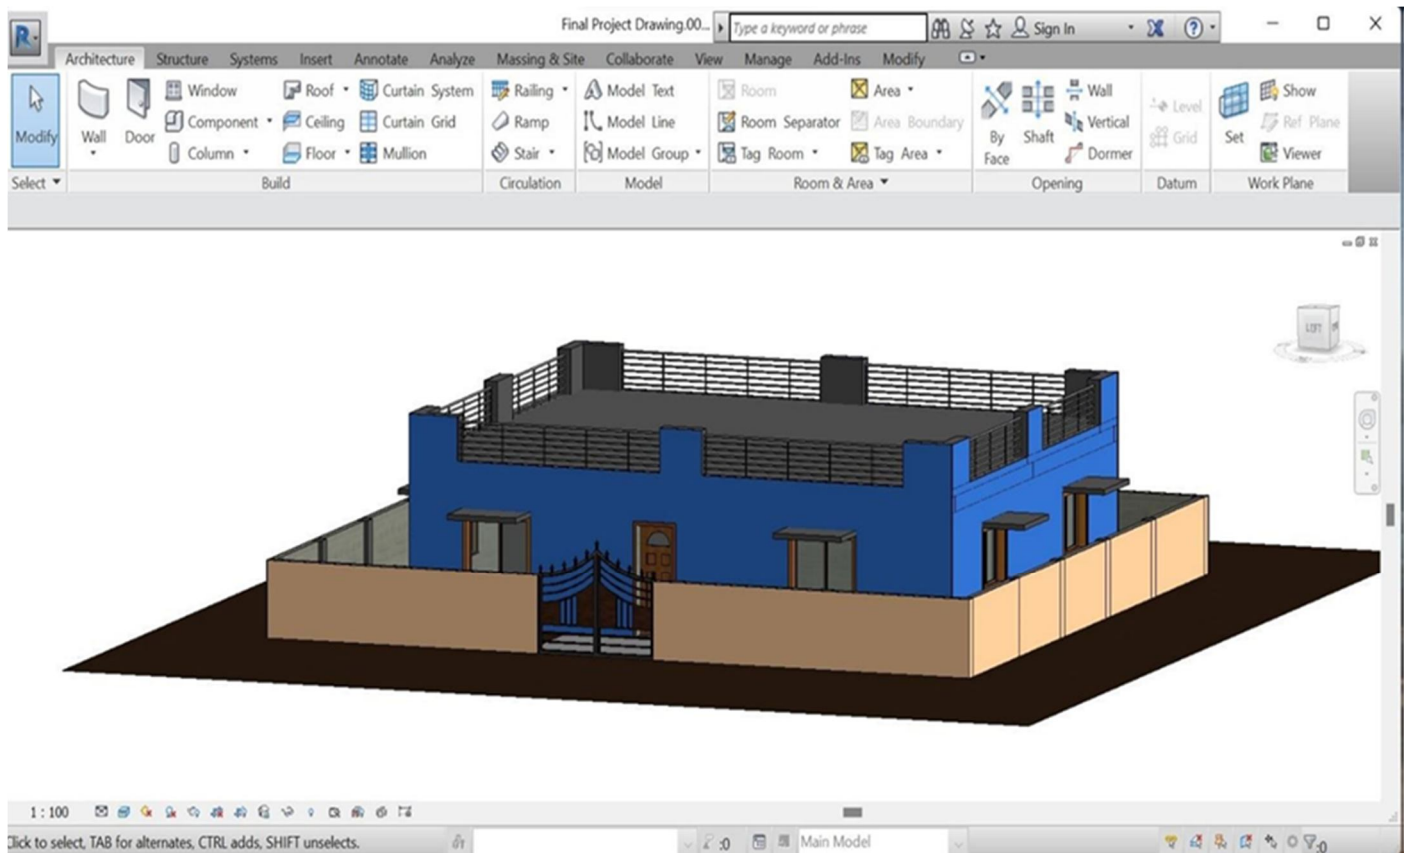 Final Project Drawing.00... Type a keyword or phrase Sign In
Architecture Structure Systems Insert Annotate Analyze Massing & Site Collaborate View Manage Add-Ins Modify
Modify Wall Door Window Roof Curtain System Railing Model Text Room Area By Face Shaft Wall Level Set Show
Component Ceiling Curtain Grid Ramp Model Line Room Separator Area Boundary Vertical Grid Ref Plane
Column Floor Mullion Stair Model Group Tag Room Tag Area Dormer Viewer
Select Build Circulation Model Room & Area Opening Datum Work Plane
1 : 100
Click to select, TAB for alternates, CTRL adds, SHIFT unselects. :0 Main Model :0